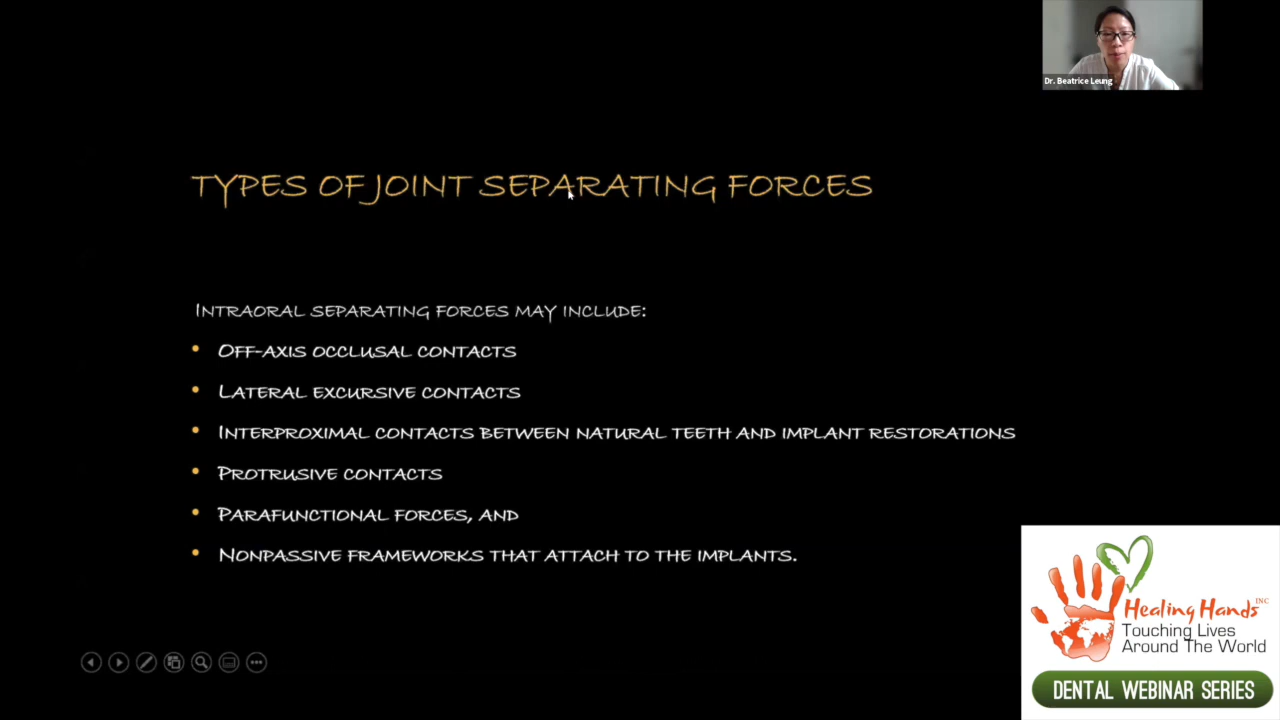 Dr. Beatrice Leung
TYPES OF JOINT SEPARATING FORCES
INTRAORAL SEPARATING FORCES MAY INCLUDE:
• OFF-AXIS OCCLUSAL CONTACTS
• LATERAL EXCURSIVE CONTACTS
• INTERPROXIMAL CONTACTS BETWEEN NATURAL TEETH AND IMPLANT RESTORATIONS
• PROTRUSIVE CONTACTS
• PARAFUNCTIONAL FORCES, AND
• NONPASSIVE FRAMEWORKS THAT ATTACH TO THE IMPLANTS.
Healing Hands INC
Touching Lives
Around The World
DENTAL WEBINAR SERIES